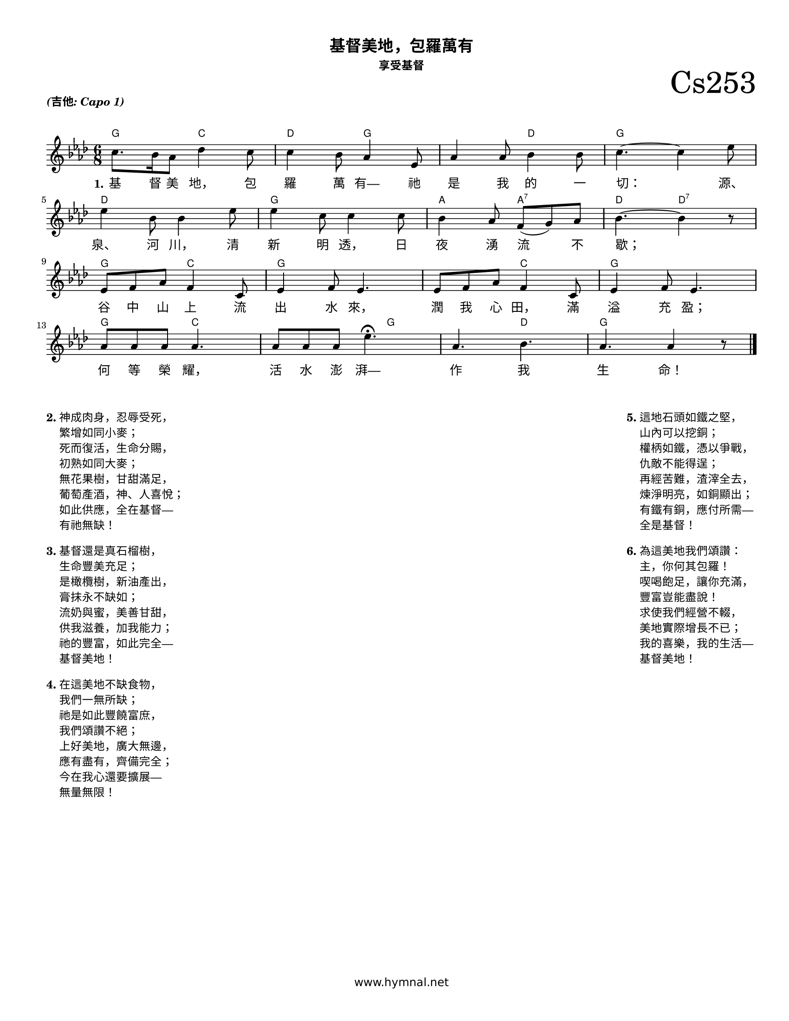 基督美地，包羅萬有
享受基督
Cs253
(吉他: Capo 1)
G C D G D G
1. 基 督 美 地， 包 羅 萬 有— 祂 是 我 的 一 切： 源、
5 D G A A7 D D7
泉、 河 川， 清 新 明 透， 日 夜 湧 流 不 歇；
9 G C G C G
谷 中 山 上 流 出 水 來， 潤 我 心 田， 滿 溢 充 盈；
13 G C G D G
何 等 榮 耀， 活 水 澎 湃— 作 我 生 命！
2. 神成肉身，忍辱受死，
繁增如同小麥；
死而復活，生命分賜，
初熟如同大麥；
無花果樹，甘甜滿足，
葡萄產酒，神、人喜悅；
如此供應，全在基督—
有祂無缺！
3. 基督還是真石榴樹，
生命豐美充足；
是橄欖樹，新油產出，
膏抹永不缺如；
流奶與蜜，美善甘甜，
供我滋養，加我能力；
祂的豐富，如此完全—
基督美地！
4. 在這美地不缺食物，
我們一無所缺；
祂是如此豐饒富庶，
我們頌讚不絕；
上好美地，廣大無邊，
應有盡有，齊備完全；
今在我心還要擴展—
無量無限！
5. 這地石頭如鐵之堅，
山內可以挖銅；
權柄如鐵，憑以爭戰，
仇敵不能得逞；
再經苦難，渣滓全去，
煉淨明亮，如銅顯出；
有鐵有銅，應付所需—
全是基督！
6. 為這美地我們頌讚：
主，你何其包羅！
喫喝飽足，讓你充滿，
豐富豈能盡說！
求使我們經營不輟，
美地實際增長不已；
我的喜樂，我的生活—
基督美地！
www.hymnal.net